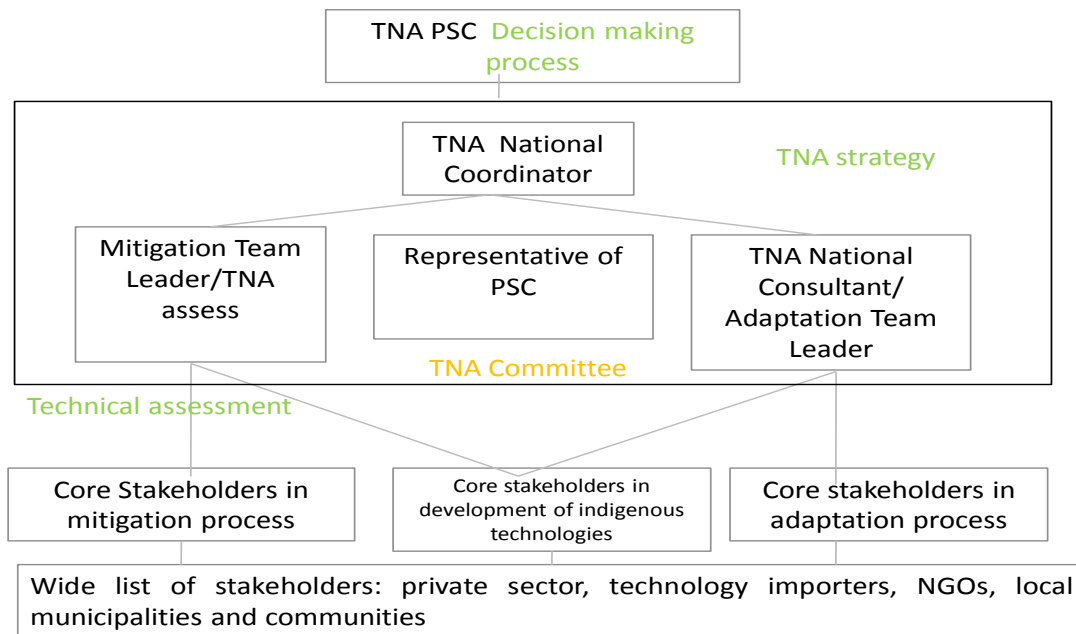 TNA PSC Decision making
process
TNA National
Coordinator
TNA strategy
Mitigation Team
Leader/TNA
assess
Representative of
PSC
TNA National
Consultant/
Adaptation Team
Leader
TNA Committee
Technical assessment
Core Stakeholders in
mitigation process
Core stakeholders in
development of indigenous
technologies
Core stakeholders in
adaptation process
Wide list of stakeholders: private sector, technology importers, NGOs, local
municipalities and communities